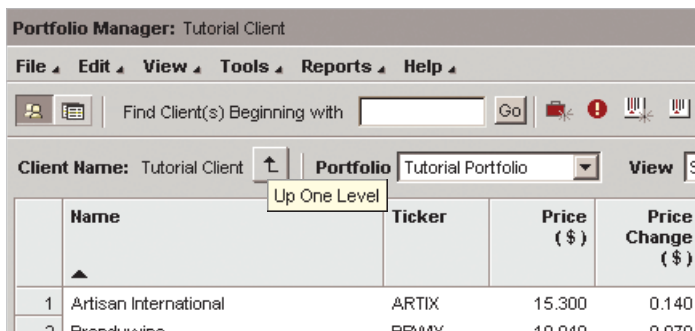 Portfolio Manager: Tutorial Client
File Edit View Tools Reports Help
Find Client(s) Beginning with Go
Client Name: Tutorial Client Portfolio Tutorial Portfolio View
Up One Level
Name Ticker Price ($) Price Change ($)
1 Artisan International ARTIX 15.300 0.140